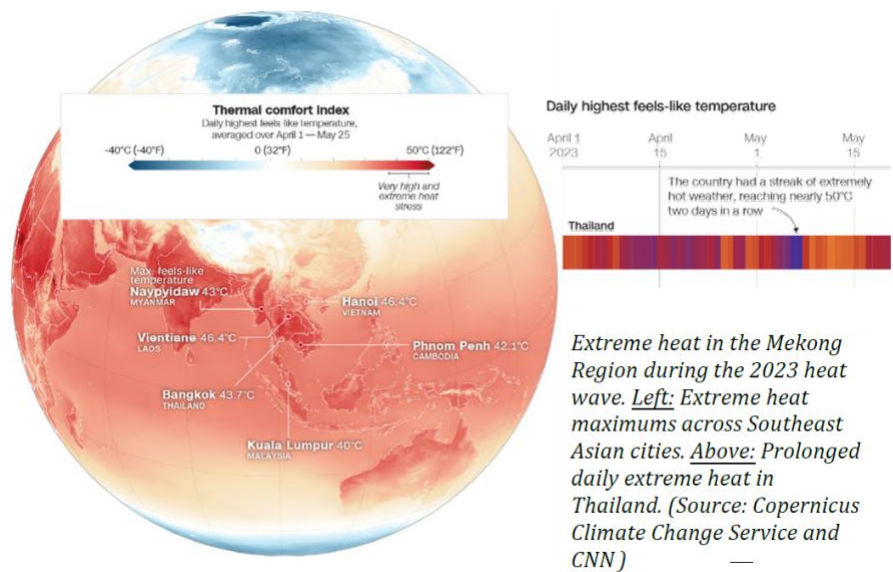 Thermal comfort index
Daily highest feels like temperature,
averaged over April 1 — May 25
-40°C (-40°F)
0 (32°F)
50°C (122°F)
Very high and
extreme heat
stress
Max. feels-like
temperature
Naypyidaw 43°C
MYANMAR
Hanoi 46.4°C
VIETNAM
Vientiane 46.4°C
LAOS
Phnom Penh 42.1°C
CAMBODIA
Bangkok 43.7°C
THAILAND
Kuala Lumpur 40°C
MALAYSIA
Daily highest feels-like temperature
April 1
2023
April
15
May
1
May
15
The country had a streak of extremely
hot weather, reaching nearly 50°C
two days in a row
Thailand
Extreme heat in the Mekong
Region during the 2023 heat
wave. Left: Extreme heat
maximums across Southeast
Asian cities. Above: Prolonged
daily extreme heat in
Thailand. (Source: Copernicus
Climate Change Service and
CNN )